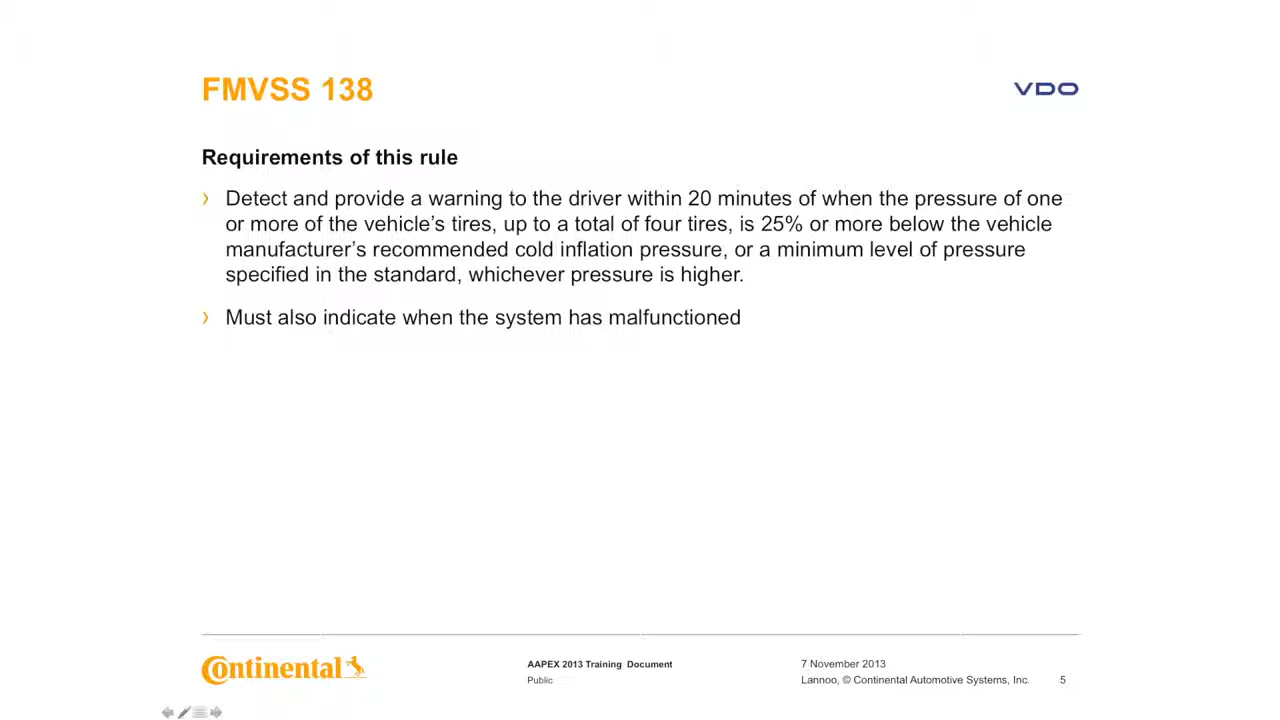 FMVSS 138
VDO
Requirements of this rule
› Detect and provide a warning to the driver within 20 minutes of when the pressure of one
or more of the vehicle’s tires, up to a total of four tires, is 25% or more below the vehicle
manufacturer’s recommended cold inflation pressure, or a minimum level of pressure
specified in the standard, whichever pressure is higher.
› Must also indicate when the system has malfunctioned
Continental
AAPEX 2013 Training Document
7 November 2013
Public
Lannoo, © Continental Automotive Systems, Inc.
5